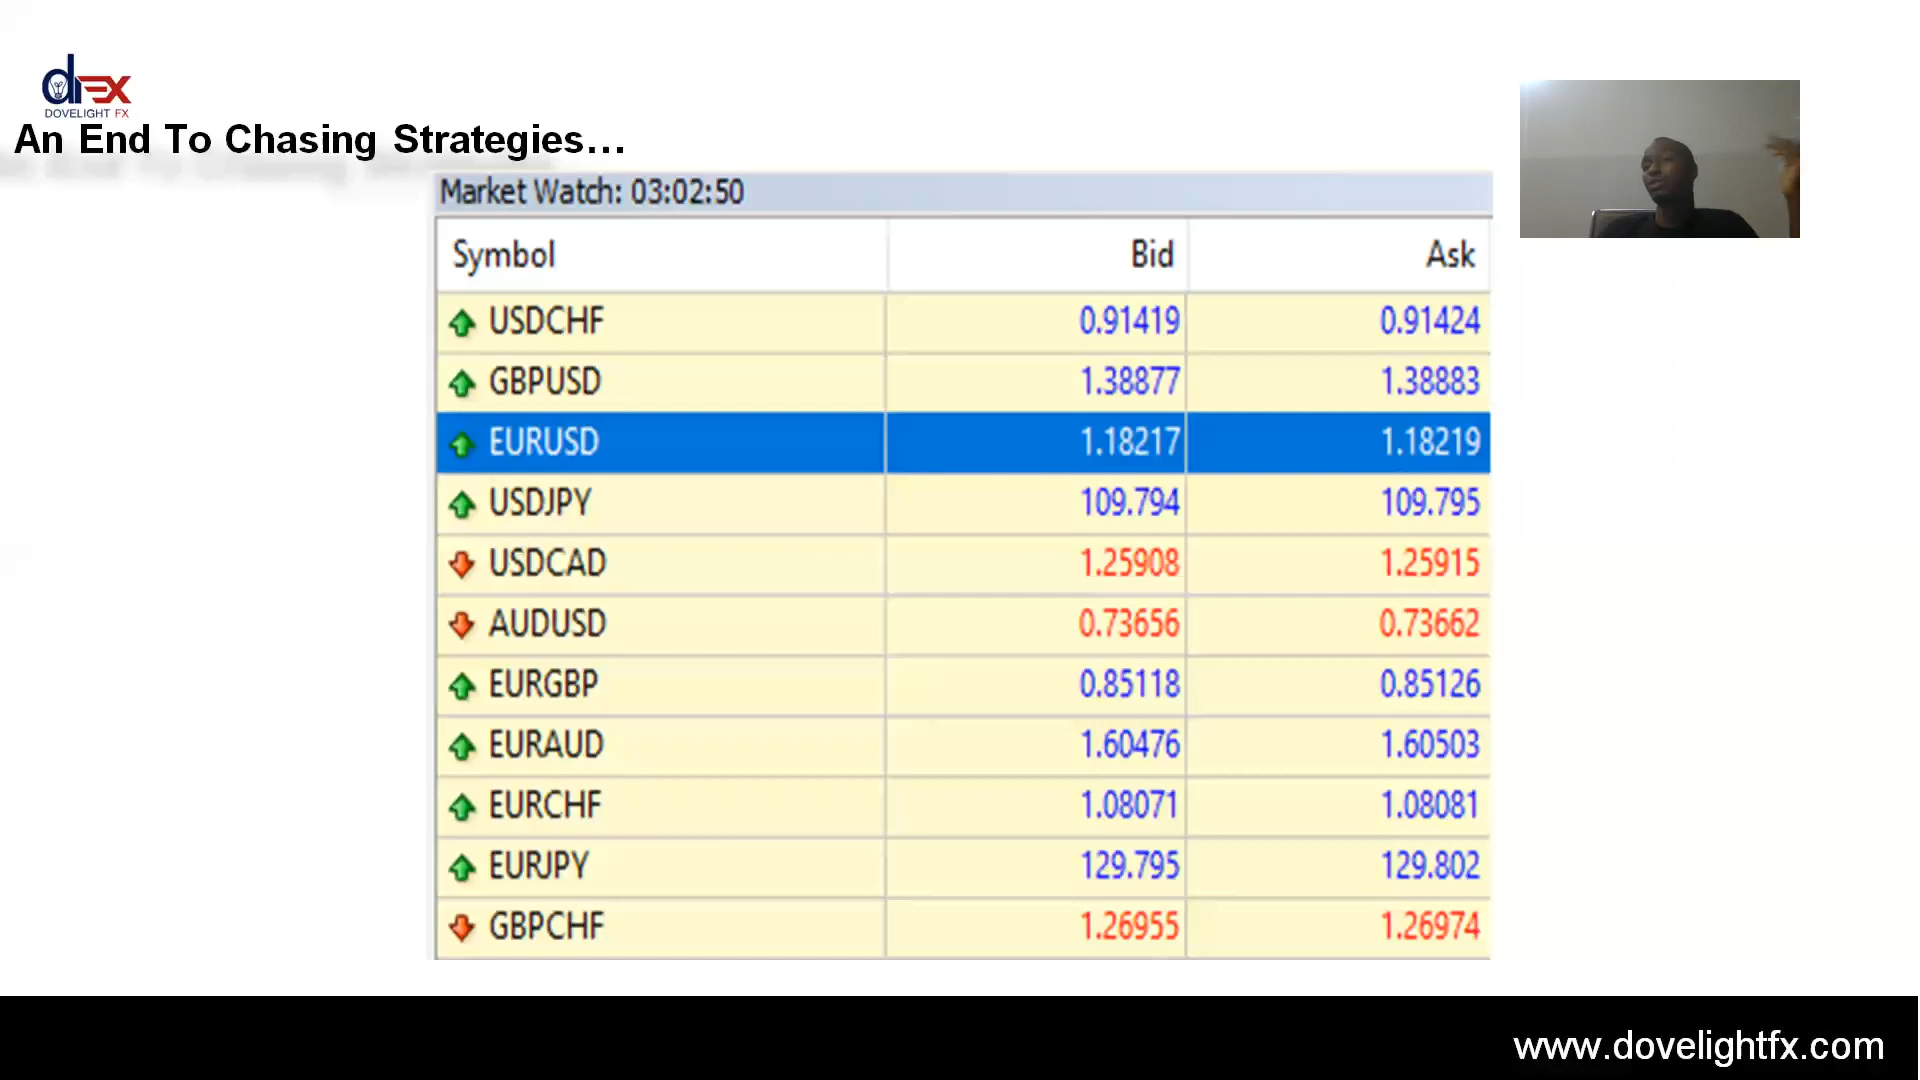 DOVELIGHT FX
An End To Chasing Strategies...
Market Watch: 03:02:50
Symbol Bid Ask
USDCHF 0.91419 0.91424
GBPUSD 1.38877 1.38883
EURUSD 1.18217 1.18219
USDJPY 109.794 109.795
USDCAD 1.25908 1.25915
AUDUSD 0.73656 0.73662
EURGBP 0.85118 0.85126
EURAUD 1.60476 1.60503
EURCHF 1.08071 1.08081
EURJPY 129.795 129.802
GBPCHF 1.26955 1.26974
www.dovelightfx.com